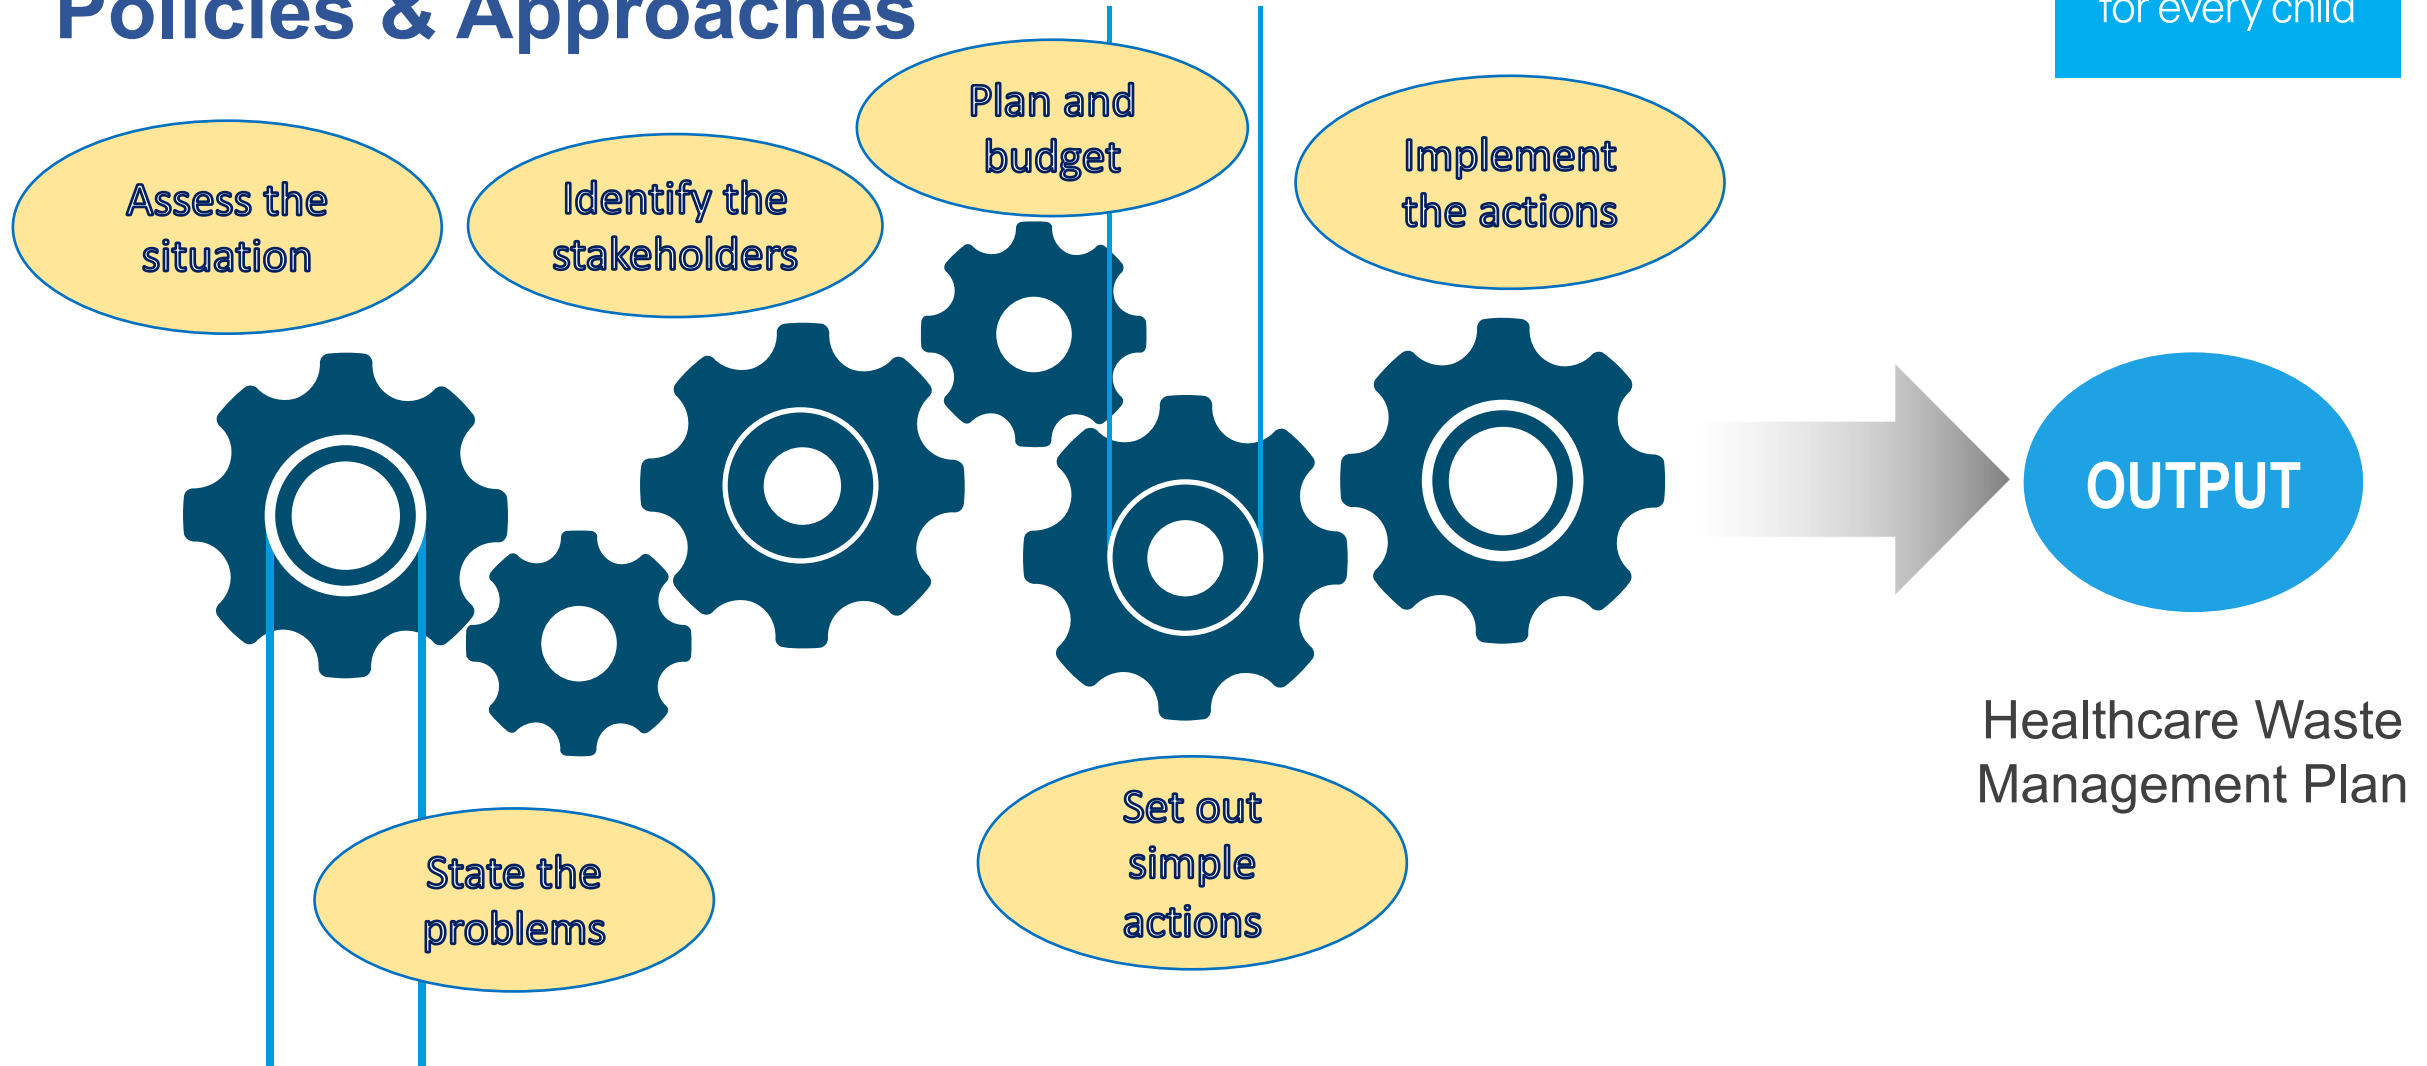 Policies & Approaches
for every child
Assess the
situation
State the
problems
Identify the
stakeholders
Plan and
budget
Set out
simple
actions
Implement
the actions
OUTPUT
Healthcare Waste
Management Plan